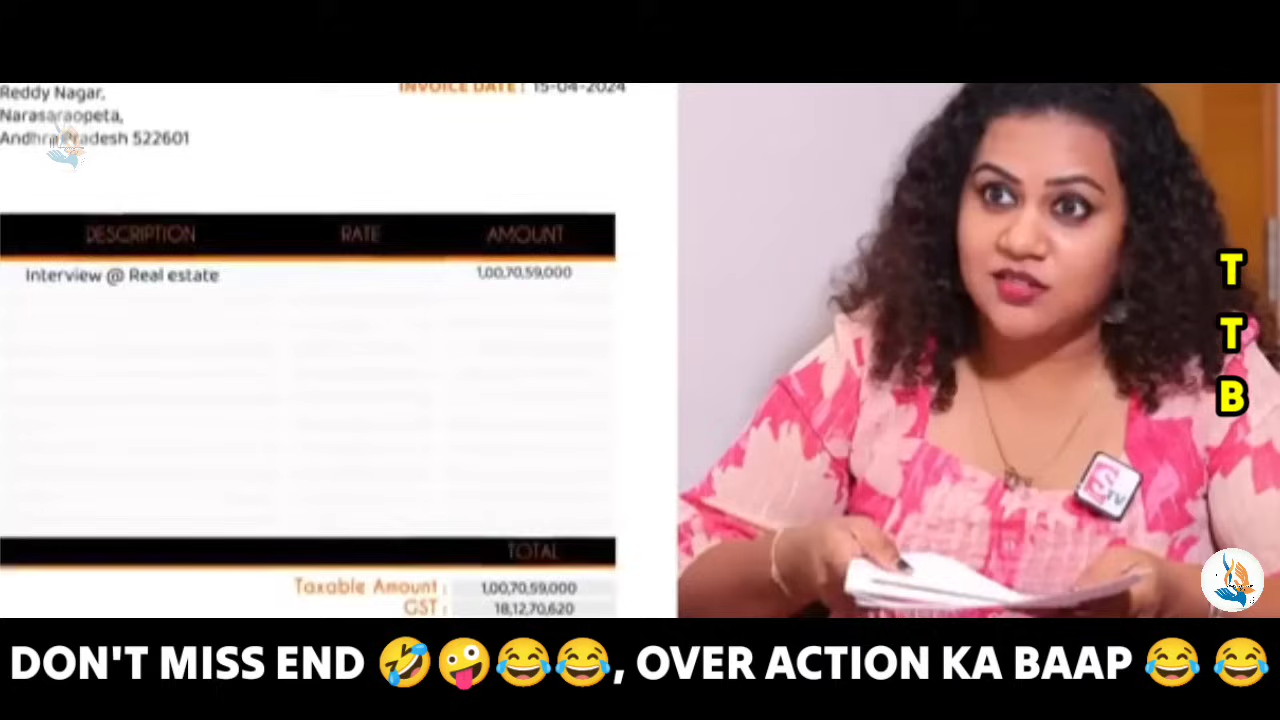 Reddy Nagar,
Narasaraopeta,
Andhra Pradesh 522601
INVOICE DATE : 15-04-2024
DESCRIPTION RATE AMOUNT
Interview @ Real estate 1,00,70,59,000
TOTAL
Taxable Amount : 1,00,70,59,000
GST : 18,12,70,620
T
T
B
STV
DON'T MISS END 🤣🤪😂😂, OVER ACTION KA BAAP 😂 😂